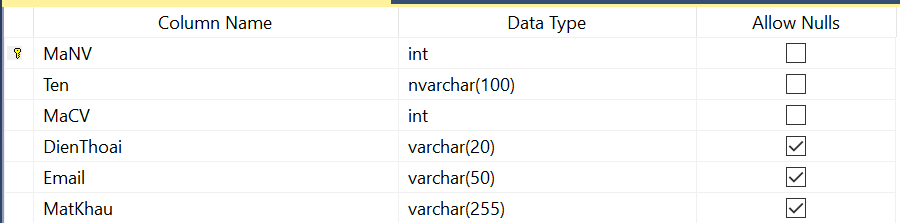 Column Name Data Type Allow Nulls
MaNV int
Ten nvarchar(100)
MaCV int
DienThoai varchar(20)
Email varchar(50)
MatKhau varchar(255)